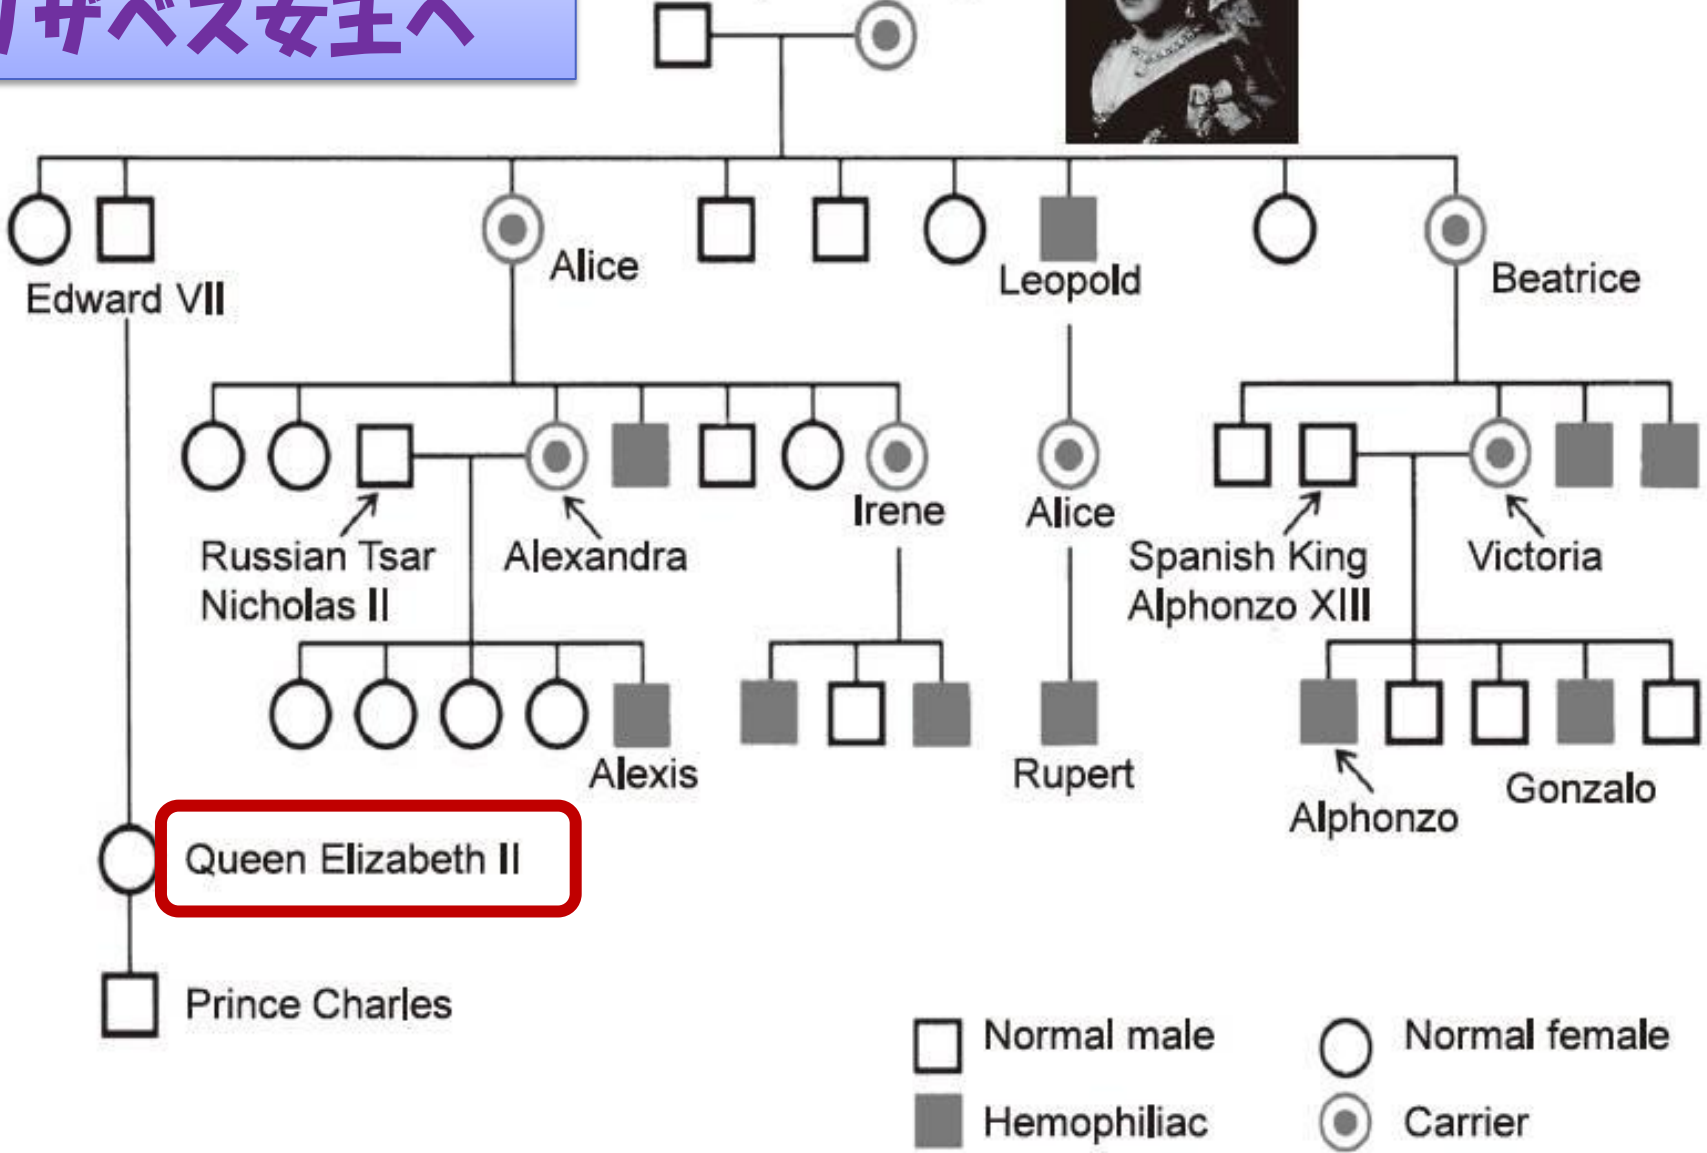 リザベス女王へ
Alice
Leopold
Beatrice
Edward VII
Irene
Alice
Russian Tsar
Nicholas II
Alexandra
Spanish King
Alphonzo XIII
Victoria
Alexis
Rupert
Alphonzo
Gonzalo
Queen Elizabeth II
Prince Charles
Normal male
Normal female
Hemophiliac
Carrier